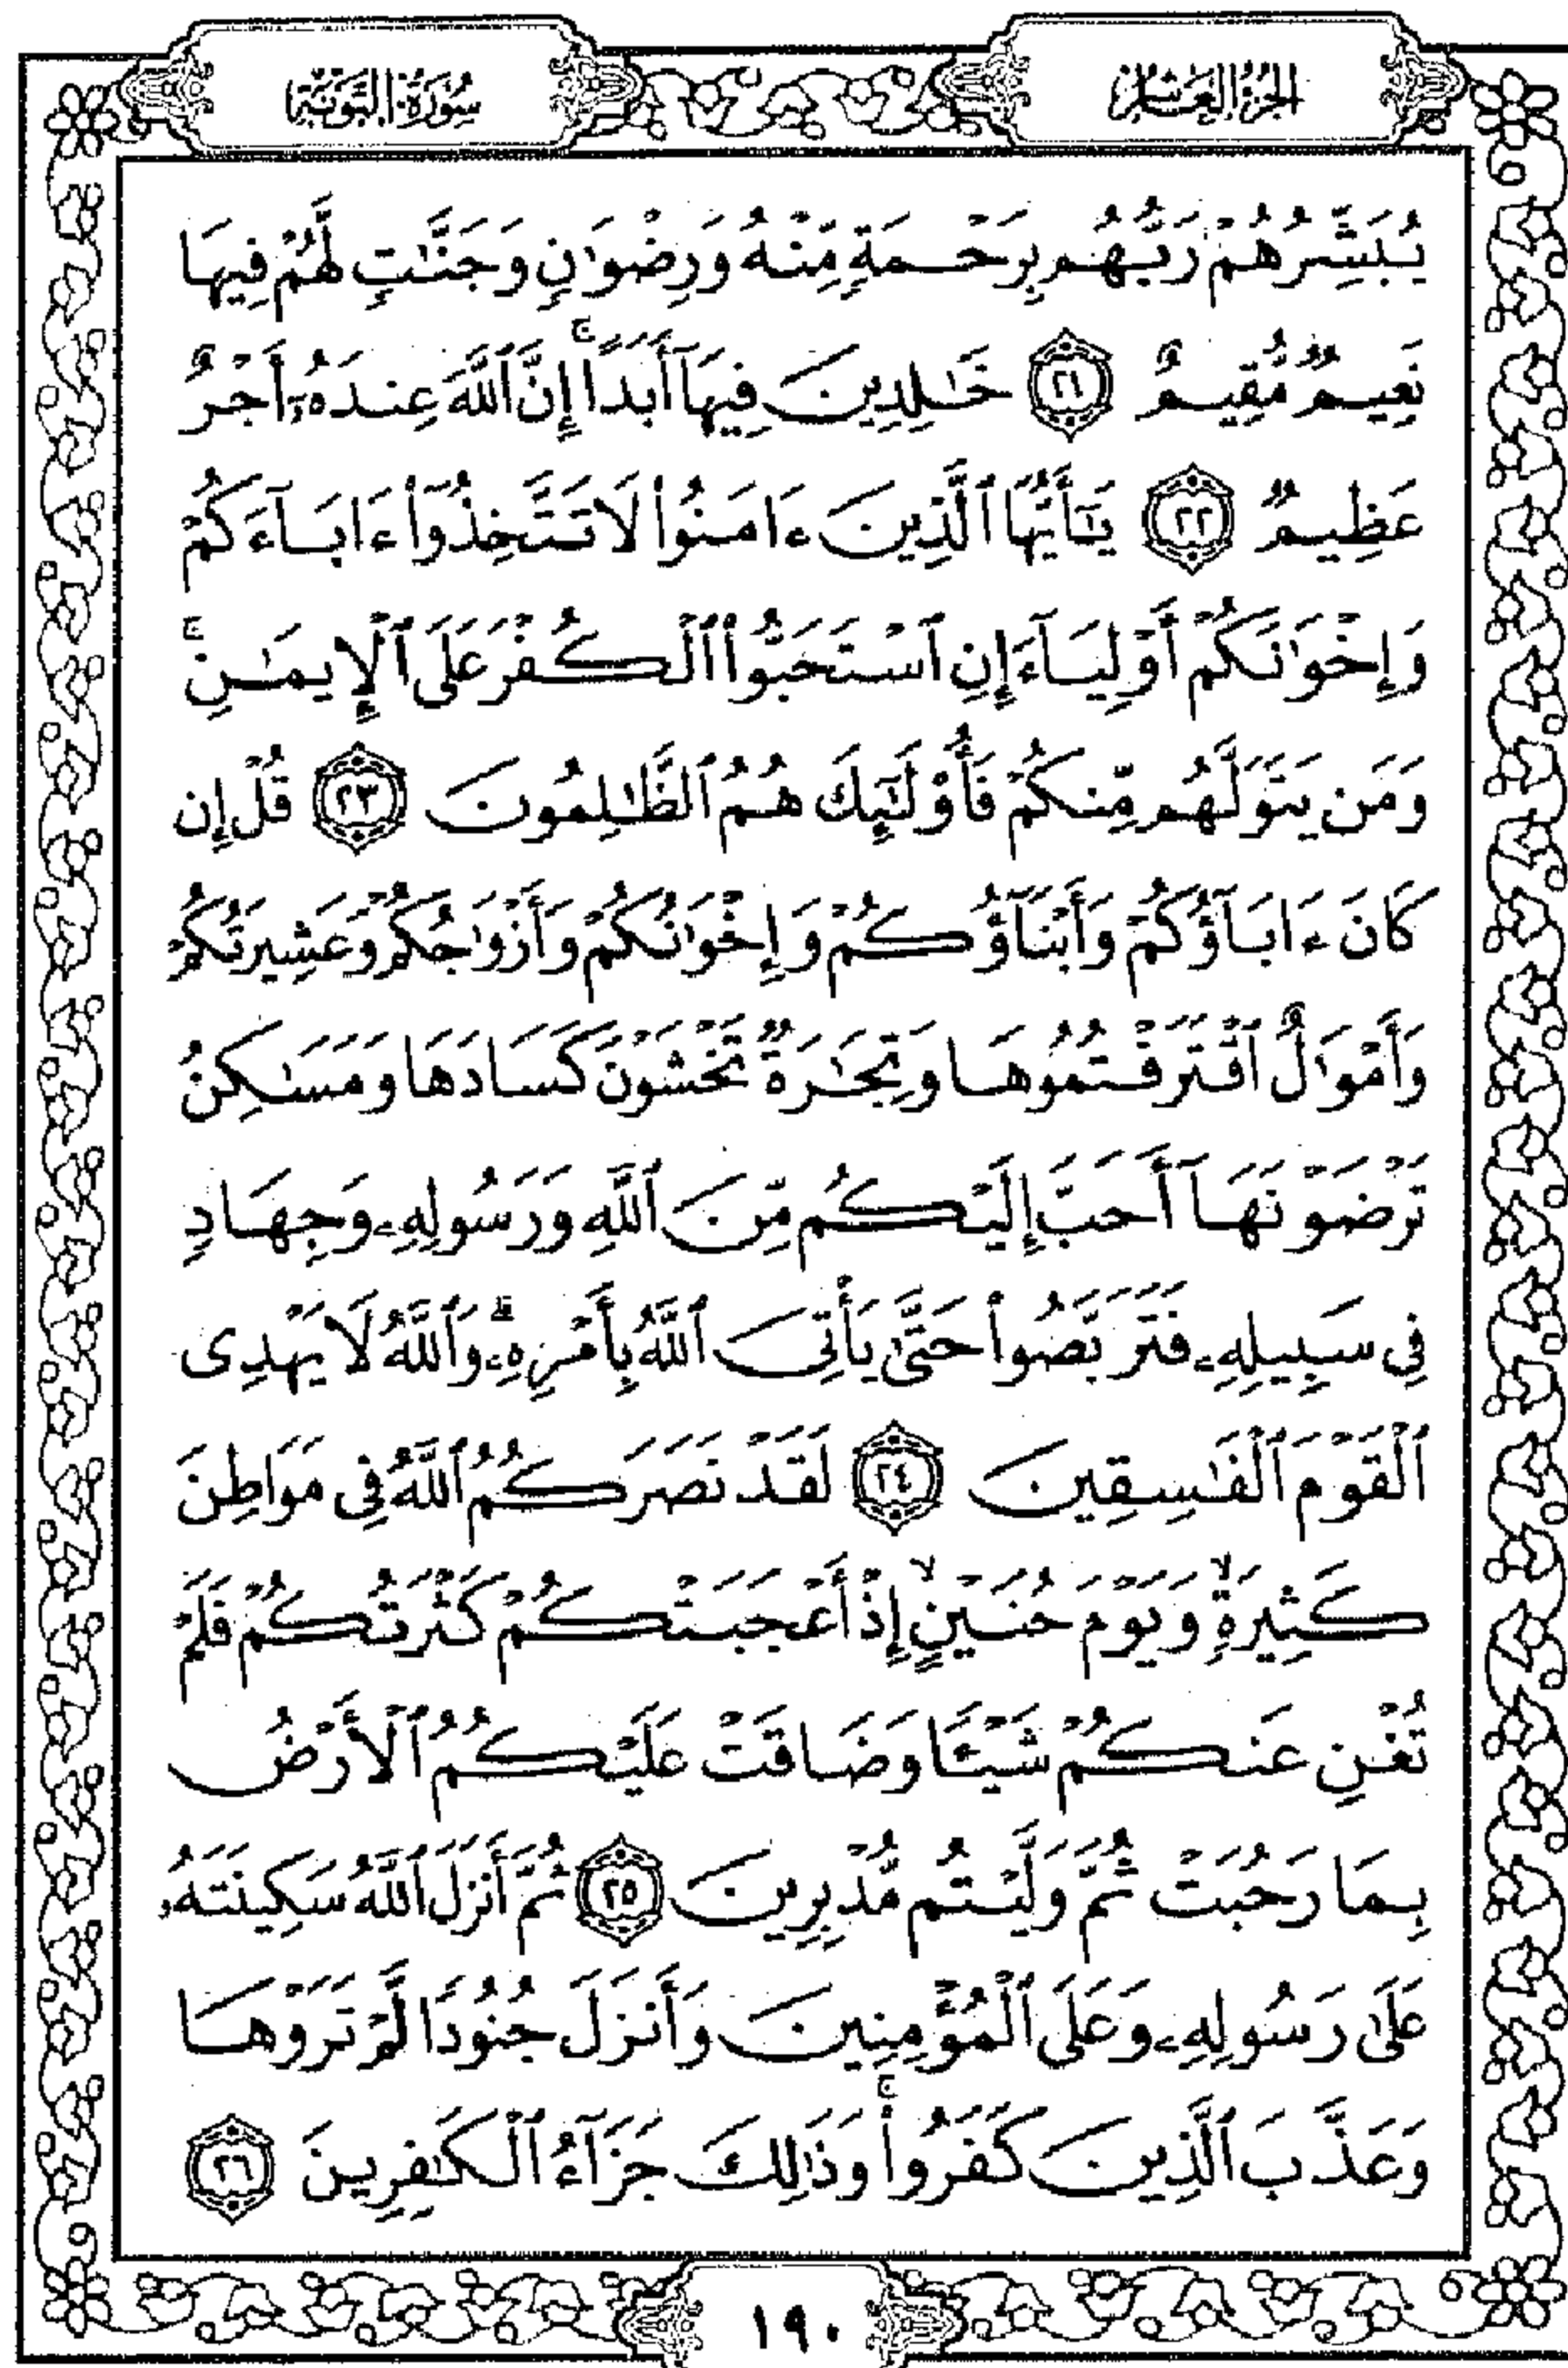 الجزء العاشر
سورة التوبة
يُبَشِّرُهُمْ رَبُّهُم بِرَحْمَةٍ مِّنْهُ وَرِضْوَٰنٍ وَجَنَّـٰتٍ لَّهُمْ فِيهَا
نَعِيمٌ مُّقِيمٌ ٢١ خَـٰلِدِينَ فِيهَآ أَبَدًا ۚ إِنَّ ٱللَّهَ عِندَهُۥٓ أَجْرٌ
عَظِيمٌ ٢٢ يَـٰٓأَيُّهَا ٱلَّذِينَ ءَامَنُوا۟ لَا تَتَّخِذُوٓا۟ ءَابَآءَكُمْ
وَإِخْوَٰنَكُمْ أَوْلِيَآءَ إِنِ ٱسْتَحَبُّوا۟ ٱلْكُفْرَ عَلَى ٱلْإِيمَـٰنِ ۚ
وَمَن يَتَوَلَّهُم مِّنكُمْ فَأُو۟لَـٰٓئِكَ هُمُ ٱلظَّـٰلِمُونَ ٢٣ قُلْ إِن
كَانَ ءَابَآؤُكُمْ وَأَبْنَآؤُكُمْ وَإِخْوَٰنُكُمْ وَأَزْوَٰجُكُمْ وَعَشِيرَتُكُمْ
وَأَمْوَٰلٌ ٱقْتَرَفْتُمُوهَا وَتِجَـٰرَةٌ تَخْشَوْنَ كَسَادَهَا وَمَسَـٰكِنُ
تَرْضَوْنَهَآ أَحَبَّ إِلَيْكُم مِّنَ ٱللَّهِ وَرَسُولِهِۦ وَجِهَادٍ
فِى سَبِيلِهِۦ فَتَرَبَّصُوا۟ حَتَّىٰ يَأْتِىَ ٱللَّهُ بِأَمْرِهِۦ ۗ وَٱللَّهُ لَا يَهْدِى
ٱلْقَوْمَ ٱلْفَـٰسِقِينَ ٢٤ لَقَدْ نَصَرَكُمُ ٱللَّهُ فِى مَوَاطِنَ
كَثِيرَةٍ ۙ وَيَوْمَ حُنَيْنٍ ۙ إِذْ أَعْجَبَتْكُمْ كَثْرَتُكُمْ فَلَمْ
تُغْنِ عَنكُمْ شَيْـًٔا وَضَاقَتْ عَلَيْكُمُ ٱلْأَرْضُ
بِمَا رَحُبَتْ ثُمَّ وَلَّيْتُم مُّدْبِرِينَ ٢٥ ثُمَّ أَنزَلَ ٱللَّهُ سَكِينَتَهُۥ
عَلَىٰ رَسُولِهِۦ وَعَلَى ٱلْمُؤْمِنِينَ وَأَنزَلَ جُنُودًا لَّمْ تَرَوْهَا
وَعَذَّبَ ٱلَّذِينَ كَفَرُوا۟ ۚ وَذَٰلِكَ جَزَآءُ ٱلْكَـٰفِرِينَ ٢٦
١٩٠